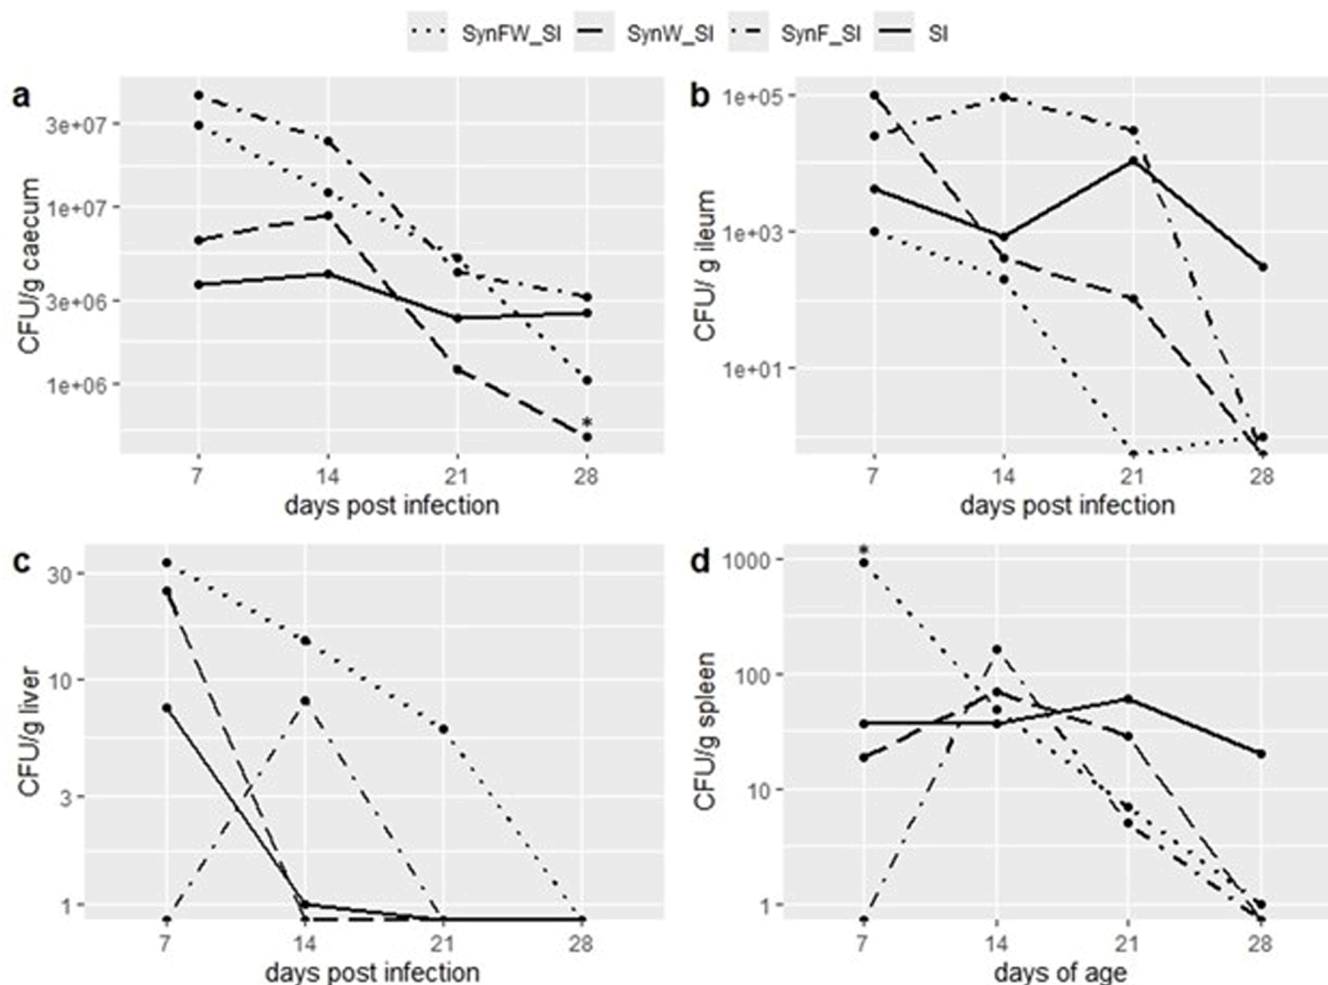 SynFW_SI SynW_SI SynF_SI SI
a
CFU/g caecum
3e+07
1e+07
3e+06
1e+06
*
7 14 21 28
days post infection
b
CFU/ g ileum
1e+05
1e+03
1e+01
7 14 21 28
days post infection
c
CFU/g liver
30
10
3
1
7 14 21 28
days post infection
d
CFU/g spleen
*
1000
100
10
1
7 14 21 28
days of age